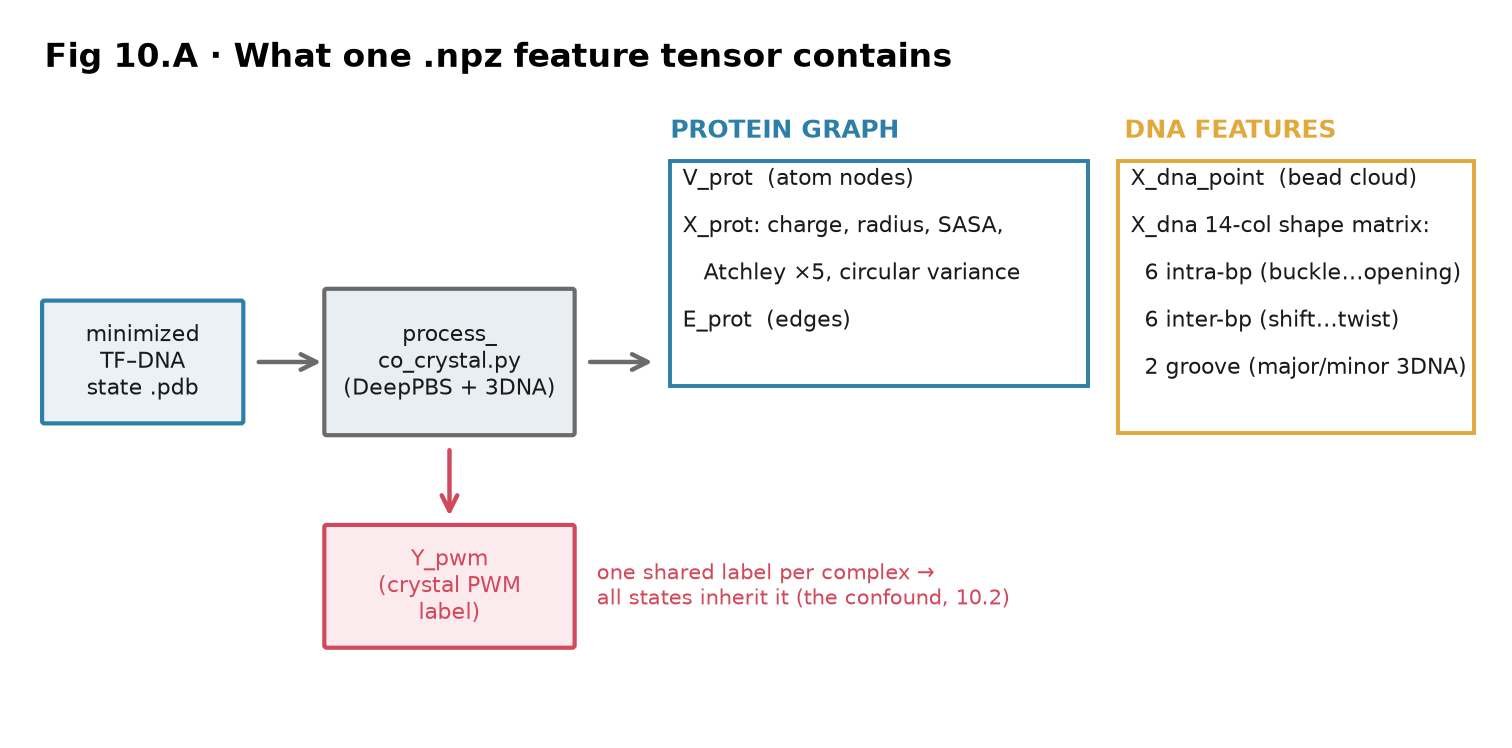 Fig 10.A · What one .npz feature tensor contains
PROTEIN GRAPH
V_prot (atom nodes)
X_prot: charge, radius, SASA,
Atchley ×5, circular variance
E_prot (edges)
DNA FEATURES
X_dna_point (bead cloud)
X_dna 14-col shape matrix:
6 intra-bp (buckle…opening)
6 inter-bp (shift…twist)
2 groove (major/minor 3DNA)
minimized
TF–DNA
state .pdb
process_
co_crystal.py
(DeepPBS + 3DNA)
Y_pwm
(crystal PWM
label)
one shared label per complex →
all states inherit it (the confound, 10.2)